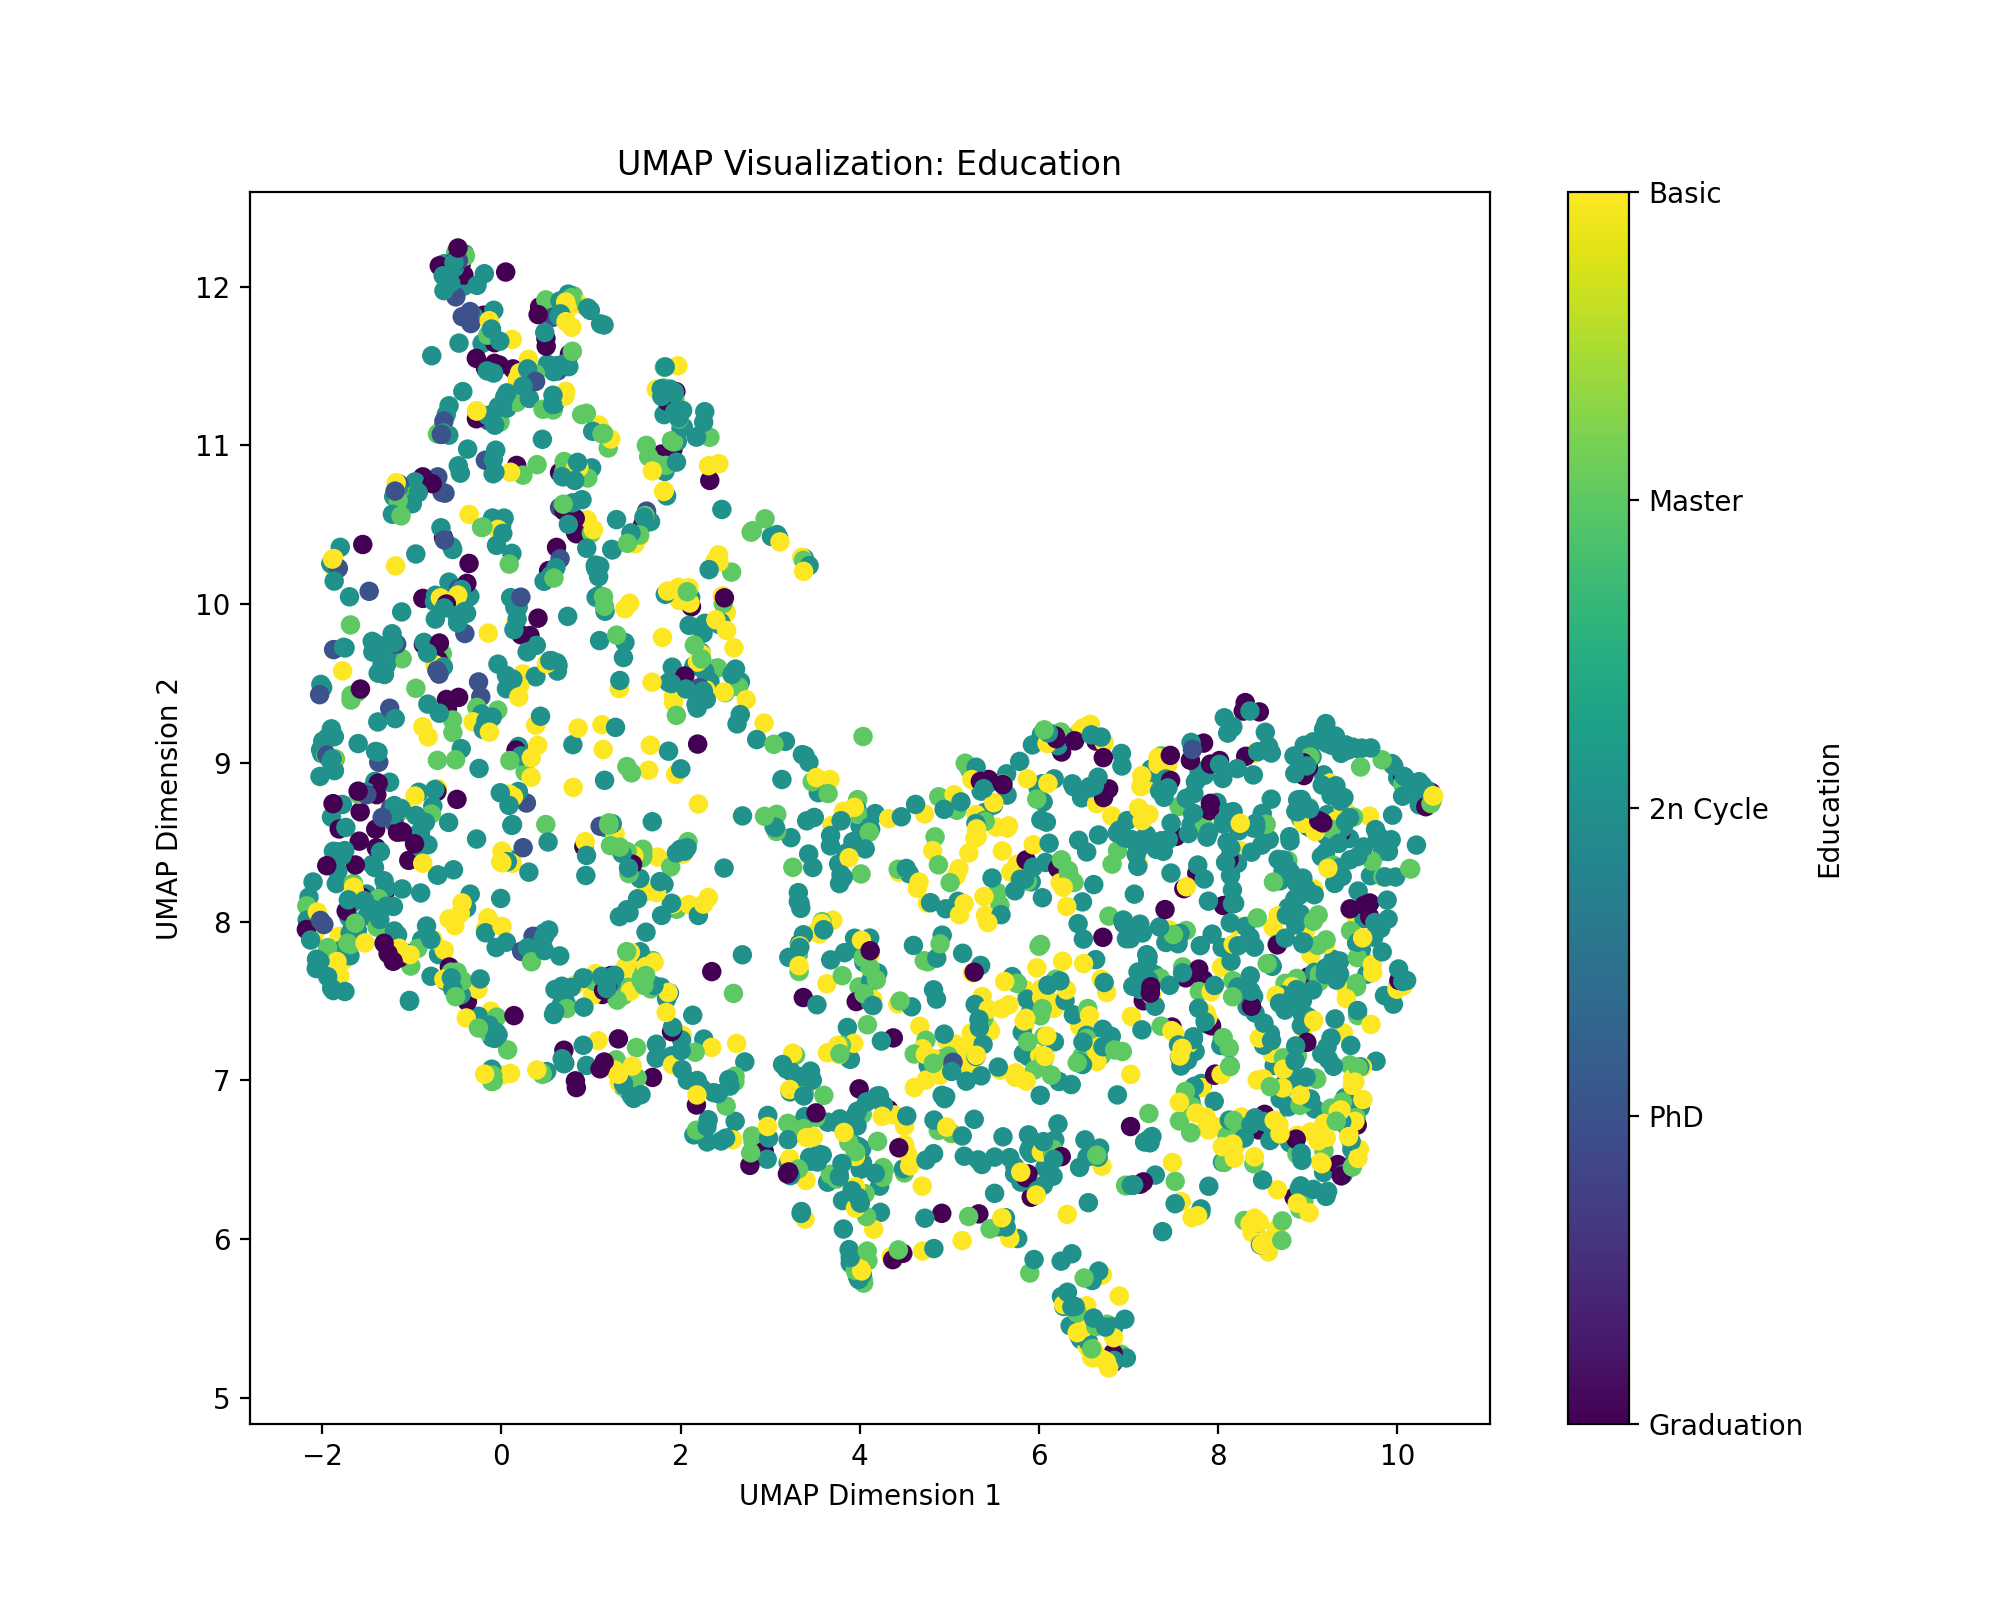 UMAP Visualization: Education
UMAP Dimension 2
12
11
10
9
8
7
6
5
−2
0
2
4
6
8
10
UMAP Dimension 1
Basic
Master
2n Cycle
PhD
Graduation
Education